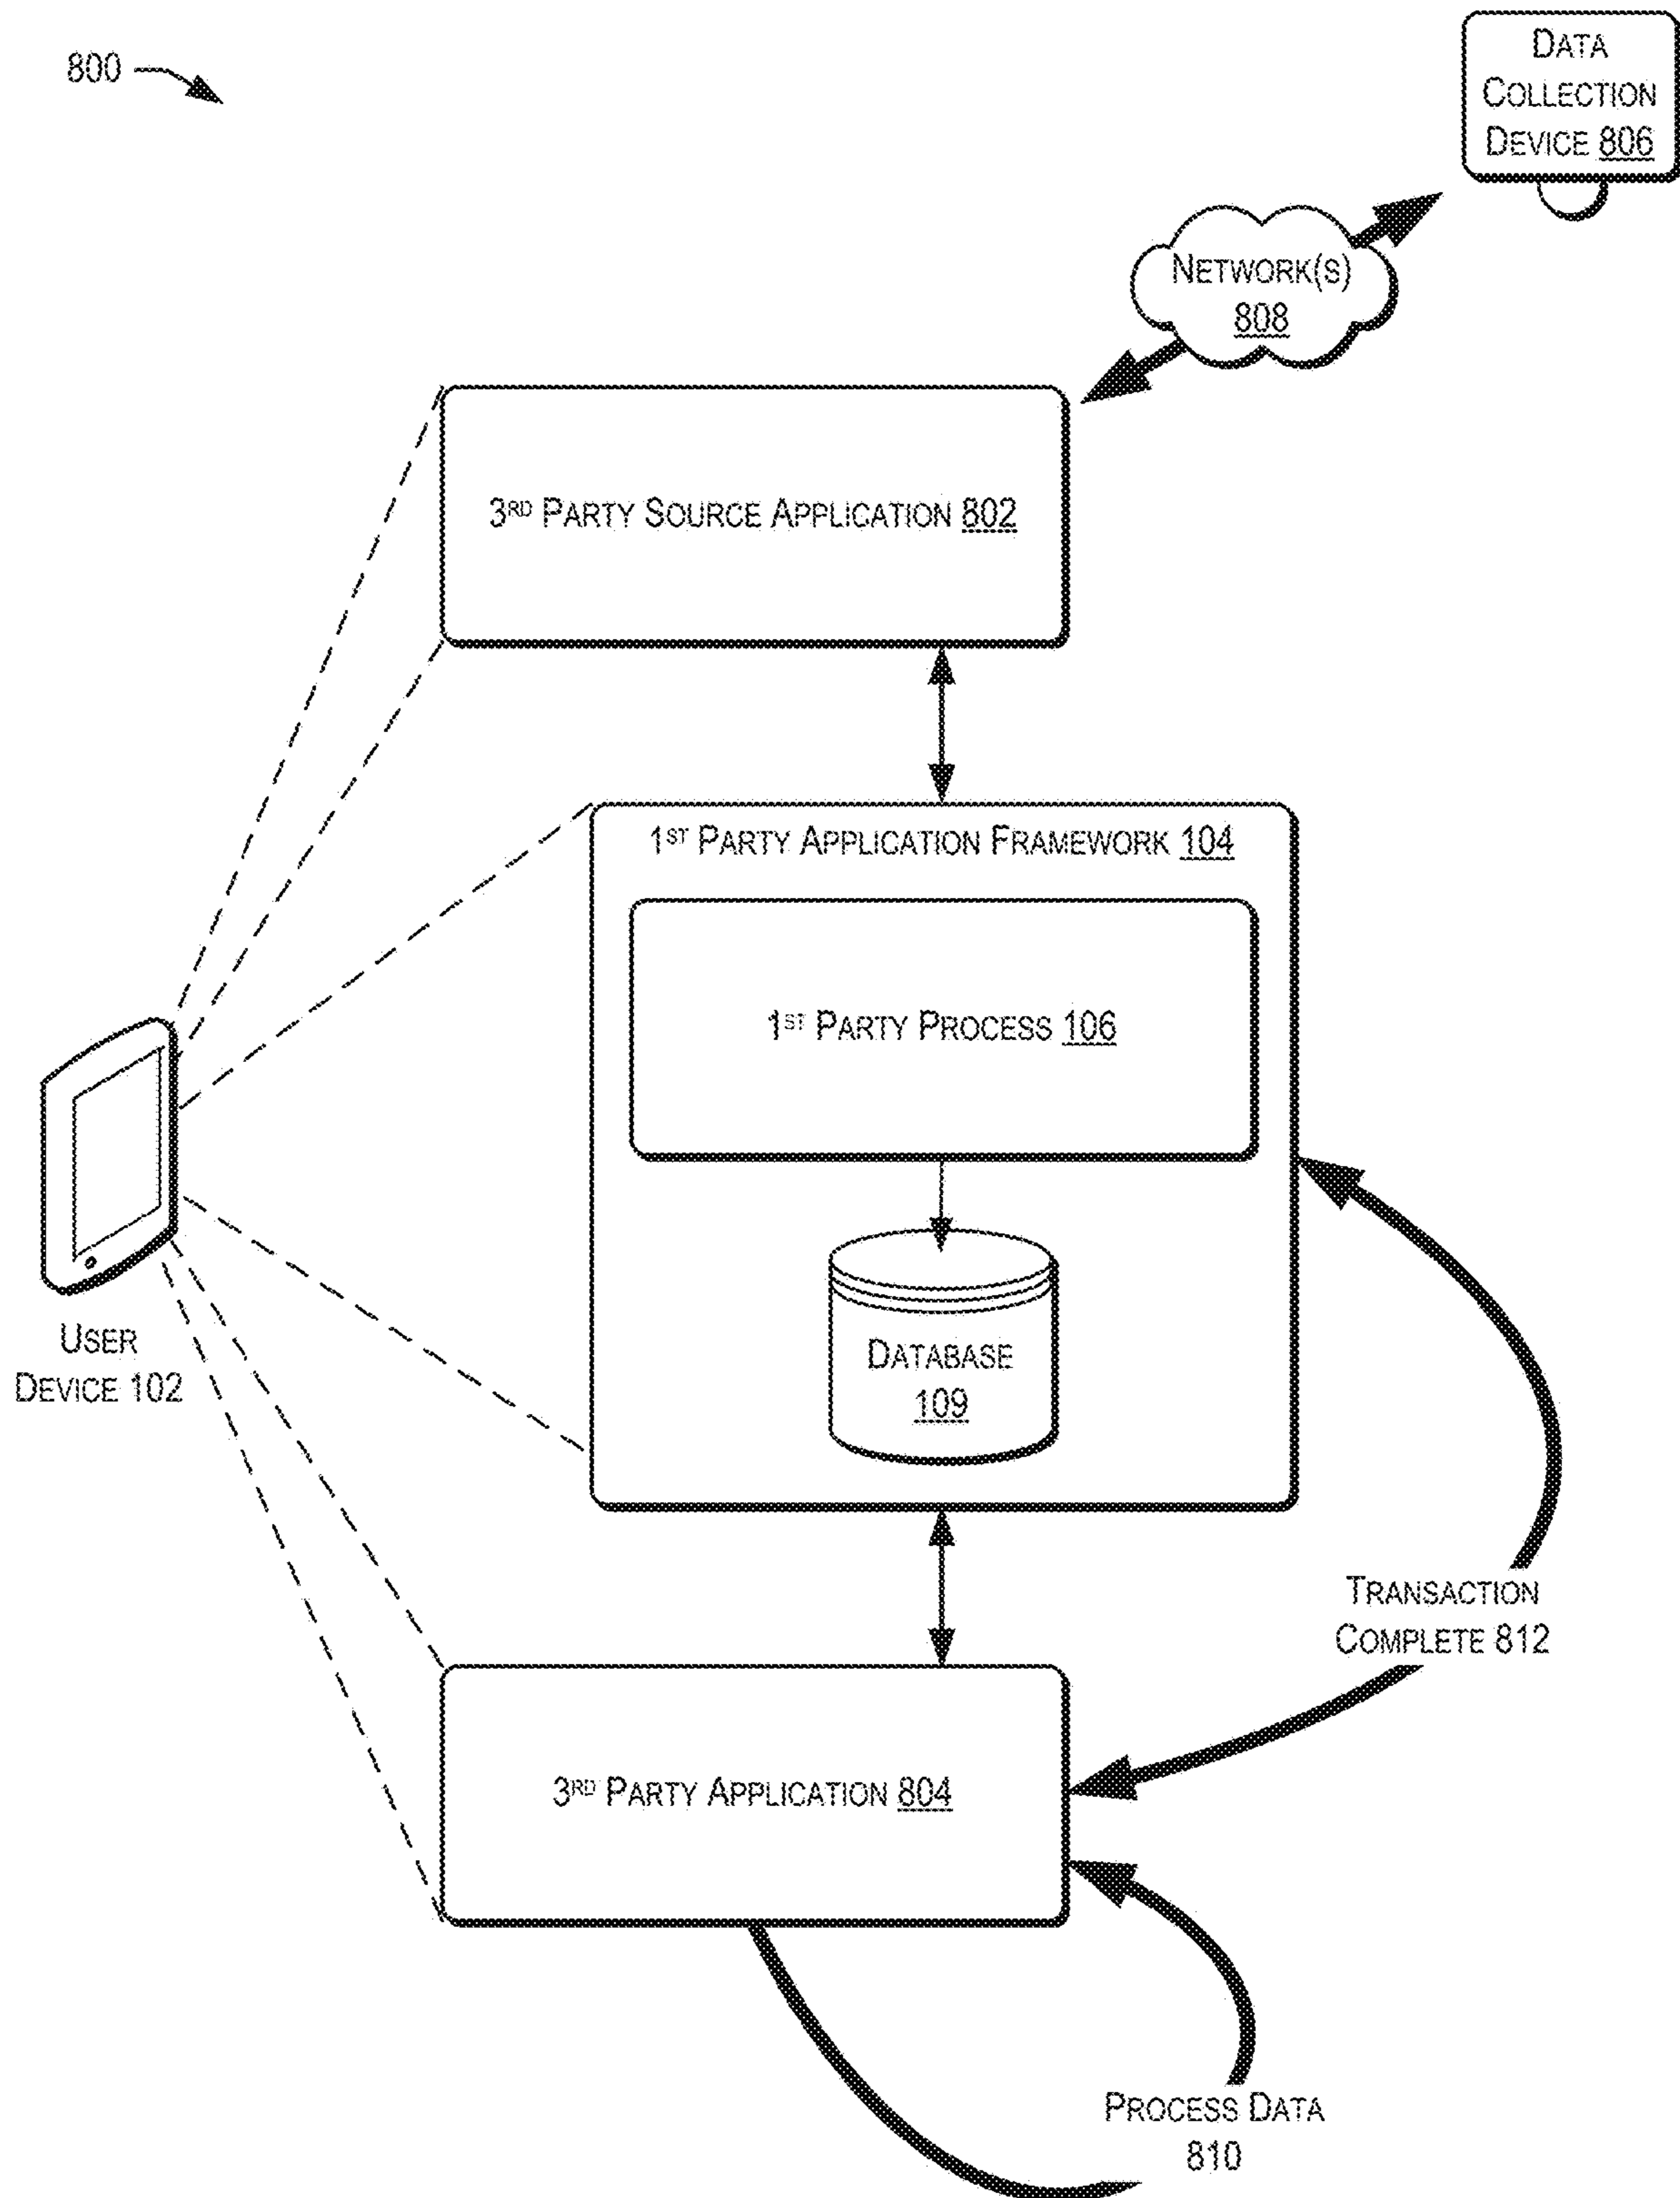 800
DATA
COLLECTION
DEVICE 806
NETWORK(S)
808
3RD PARTY SOURCE APPLICATION 802
1ST PARTY APPLICATION FRAMEWORK 104
1ST PARTY PROCESS 106
DATABASE
109
USER
DEVICE 102
TRANSACTION
COMPLETE 812
3RD PARTY APPLICATION 804
PROCESS DATA
810